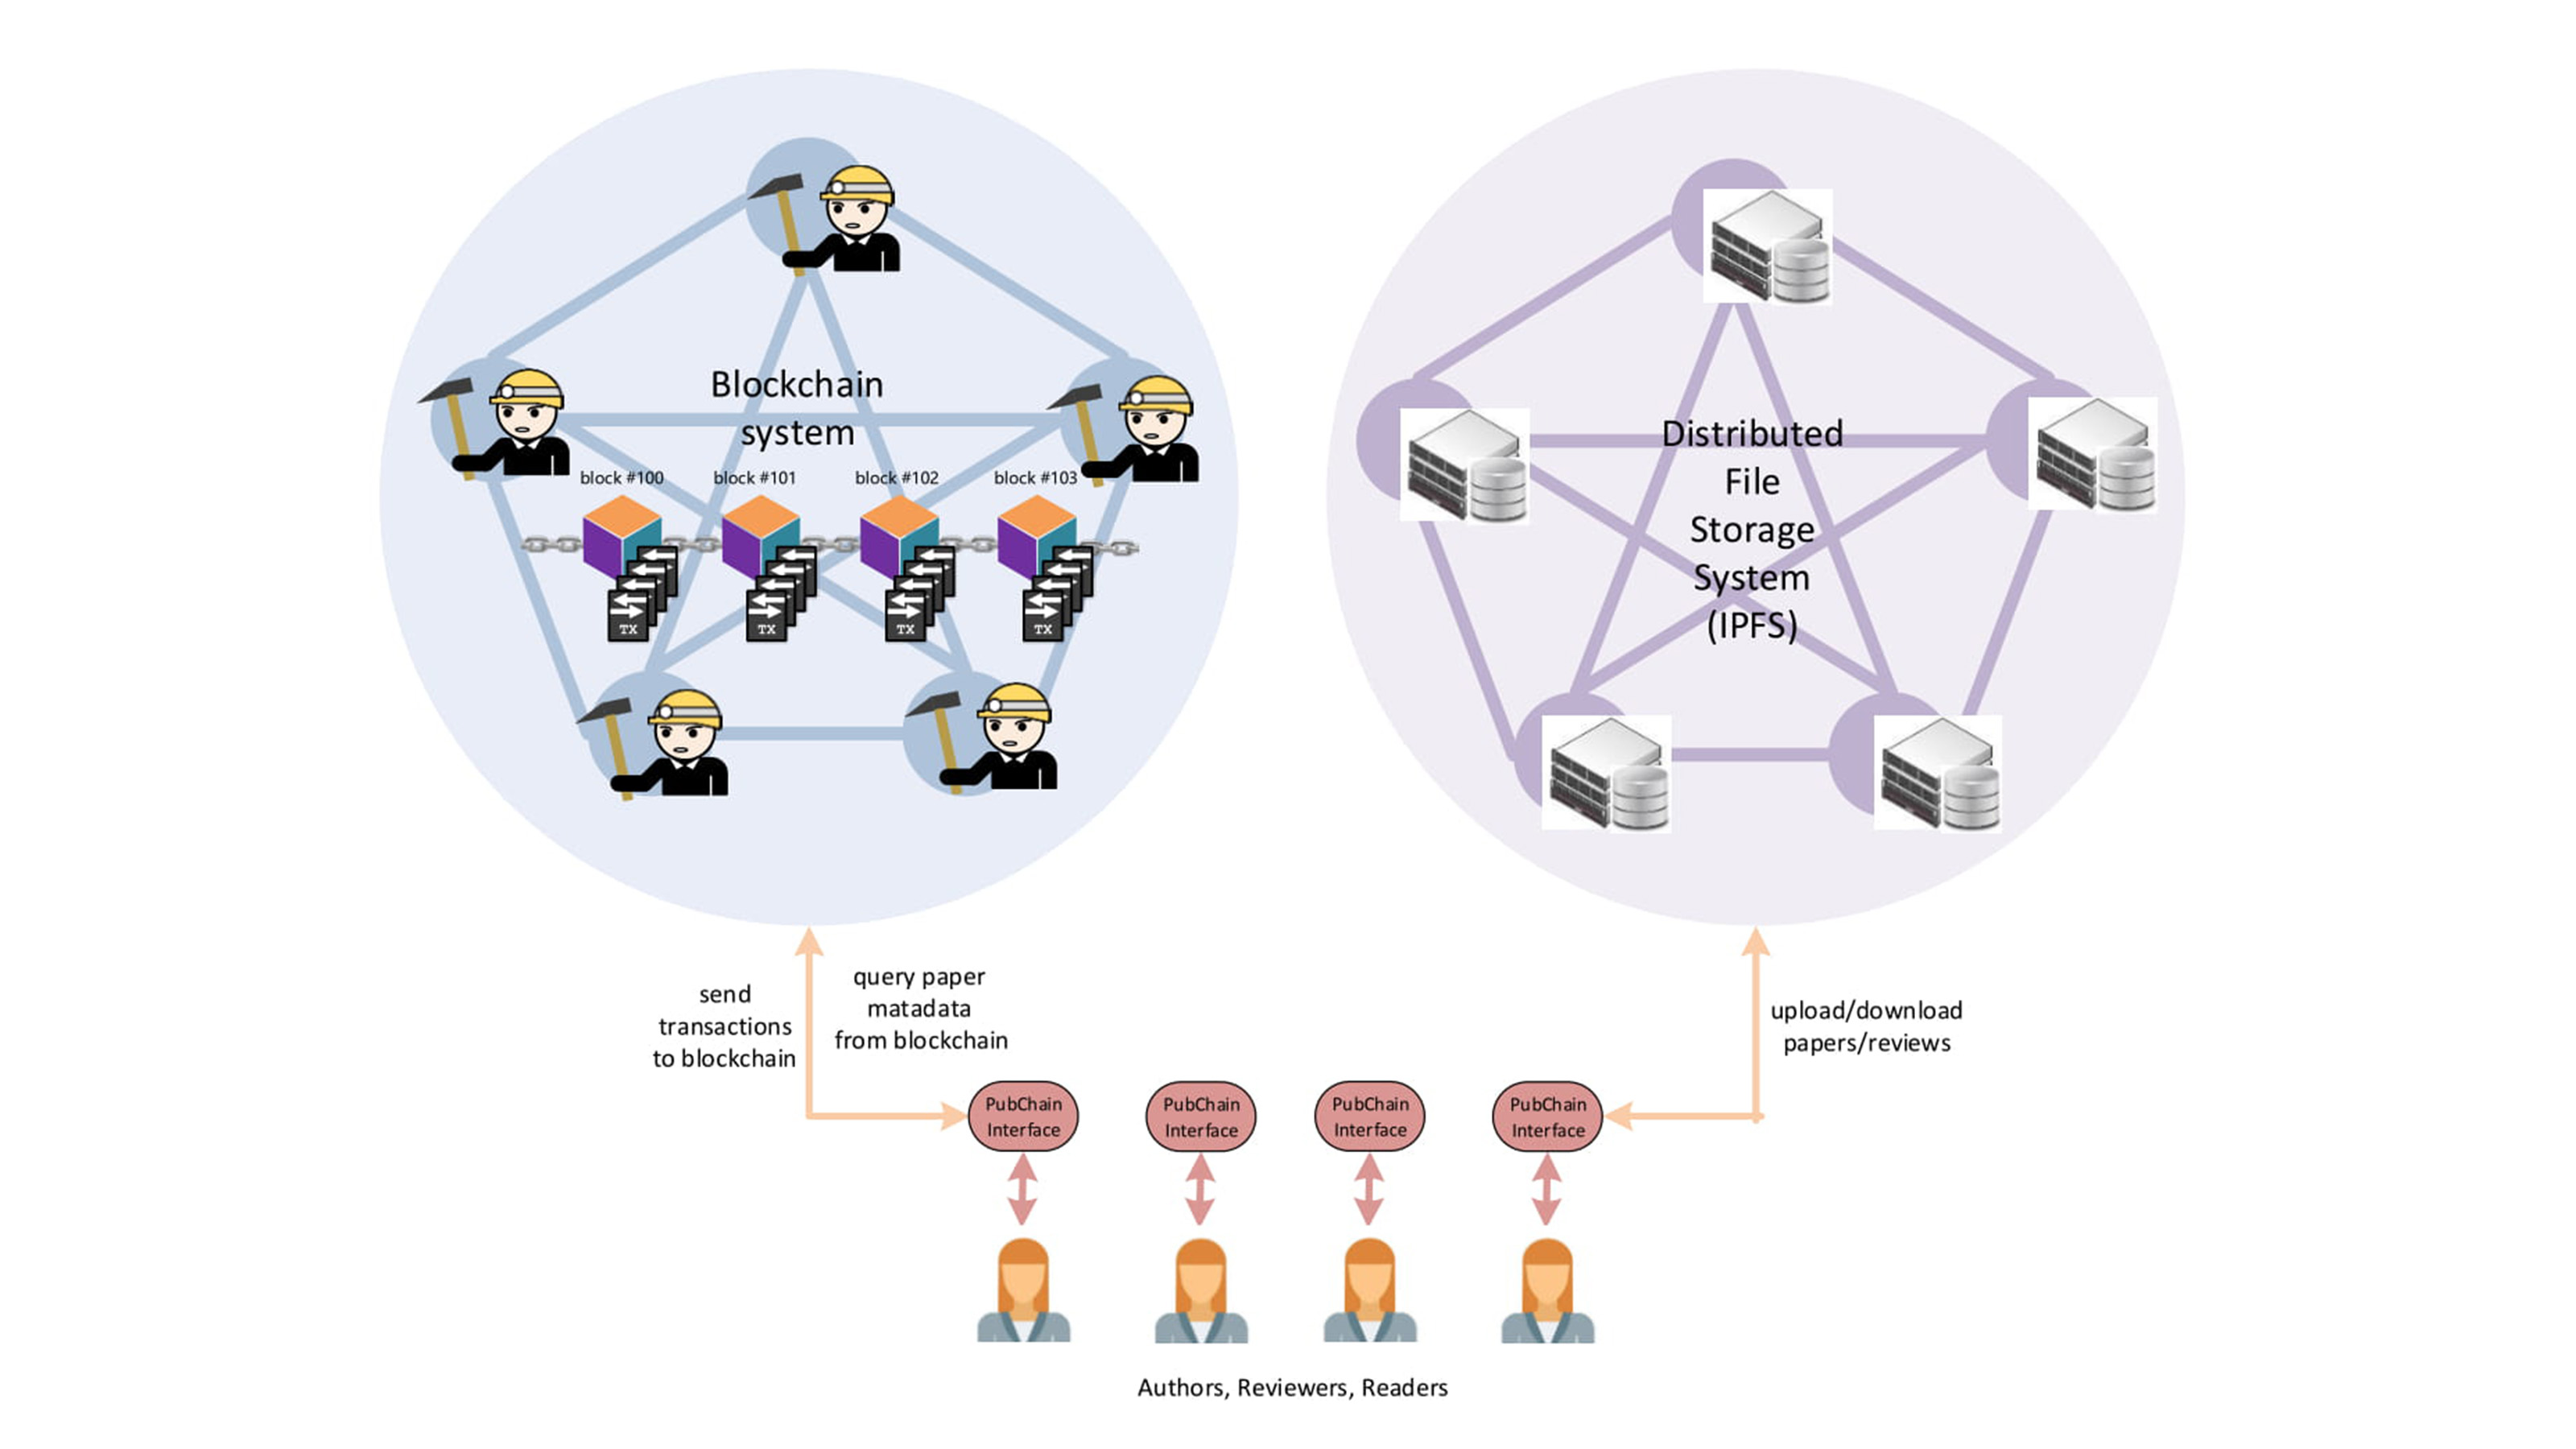 Blockchain
system
block #100
block #101
block #102
block #103
TX
TX
TX
TX
Distributed
File
Storage
System
(IPFS)
send
transactions
to blockchain
query paper
matadata
from blockchain
upload/download
papers/reviews
PubChain
Interface
PubChain
Interface
PubChain
Interface
PubChain
Interface
Authors, Reviewers, Readers